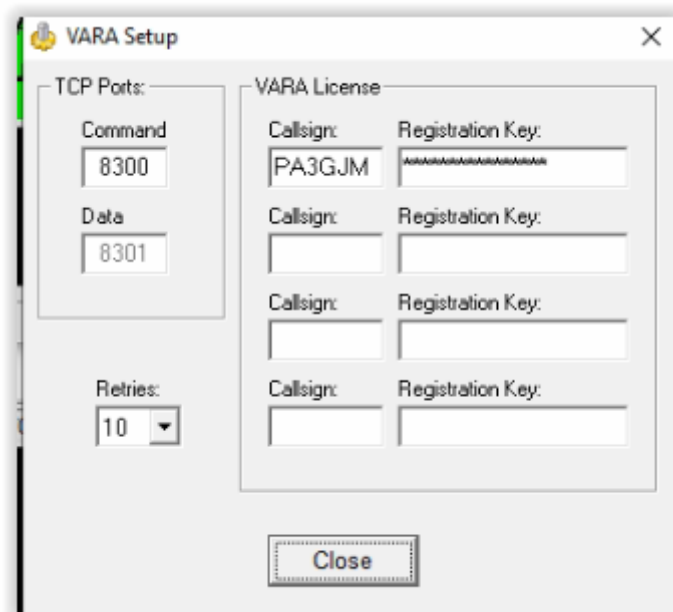 VARA Setup
TCP Ports:
Command
8300
Data
8301
Retries:
10
VARA License
Callsign: Registration Key:
PA3GJM ****************
Callsign: Registration Key:
Callsign: Registration Key:
Callsign: Registration Key:
Close